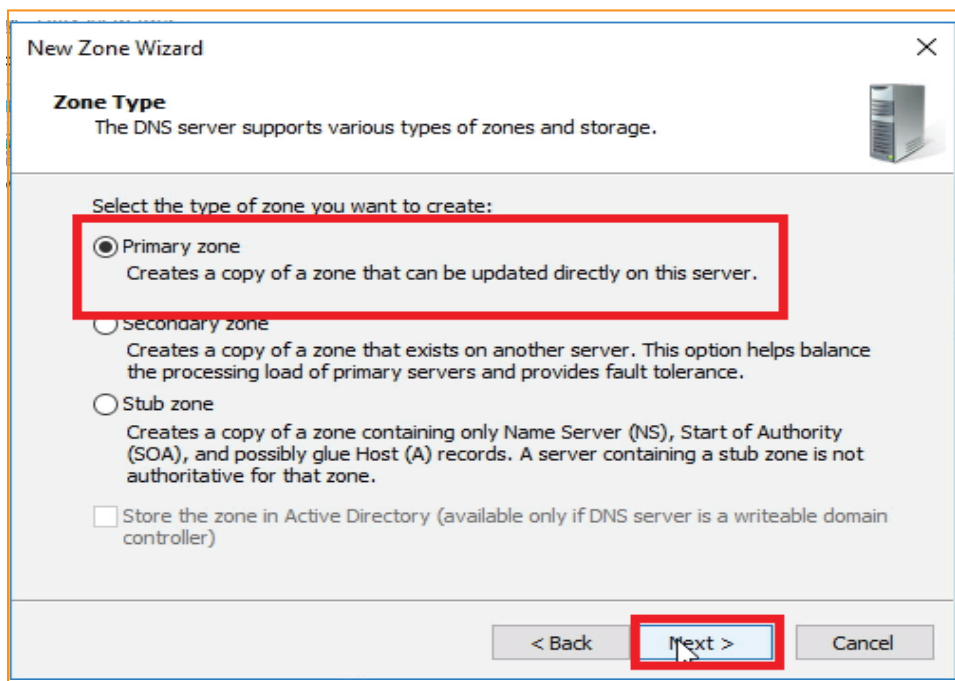 New Zone Wizard
Zone Type
The DNS server supports various types of zones and storage.
Select the type of zone you want to create:
Primary zone
Creates a copy of a zone that can be updated directly on this server.
Secondary zone
Creates a copy of a zone that exists on another server. This option helps balance
the processing load of primary servers and provides fault tolerance.
Stub zone
Creates a copy of a zone containing only Name Server (NS), Start of Authority
(SOA), and possibly glue Host (A) records. A server containing a stub zone is not
authoritative for that zone.
Store the zone in Active Directory (available only if DNS server is a writeable domain
controller)
< Back Next > Cancel